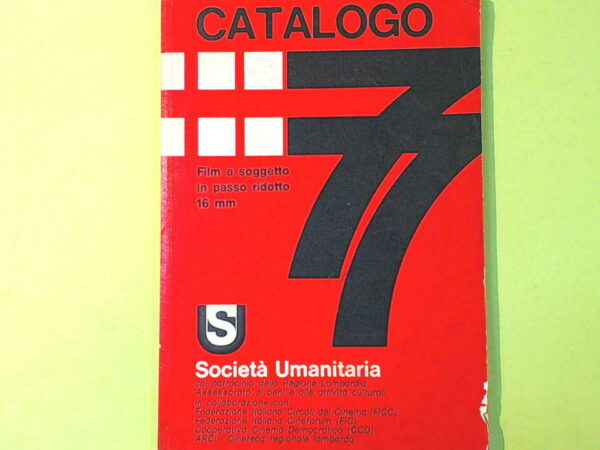 CATALOGO
77
Film a soggetto
in passo ridotto
16 mm
US
Società Umanitaria
col patrocinio della Regione Lombardia
Assessorato ai beni e alle attività culturali
in collaborazione con
Federazione Italiana Circoli del Cinema (FICC)
Federazione Italiana Cineforum (FIC)
Cooperativa Cinema Democratico (CCD)
ARCI - Cineteca regionale lombarda